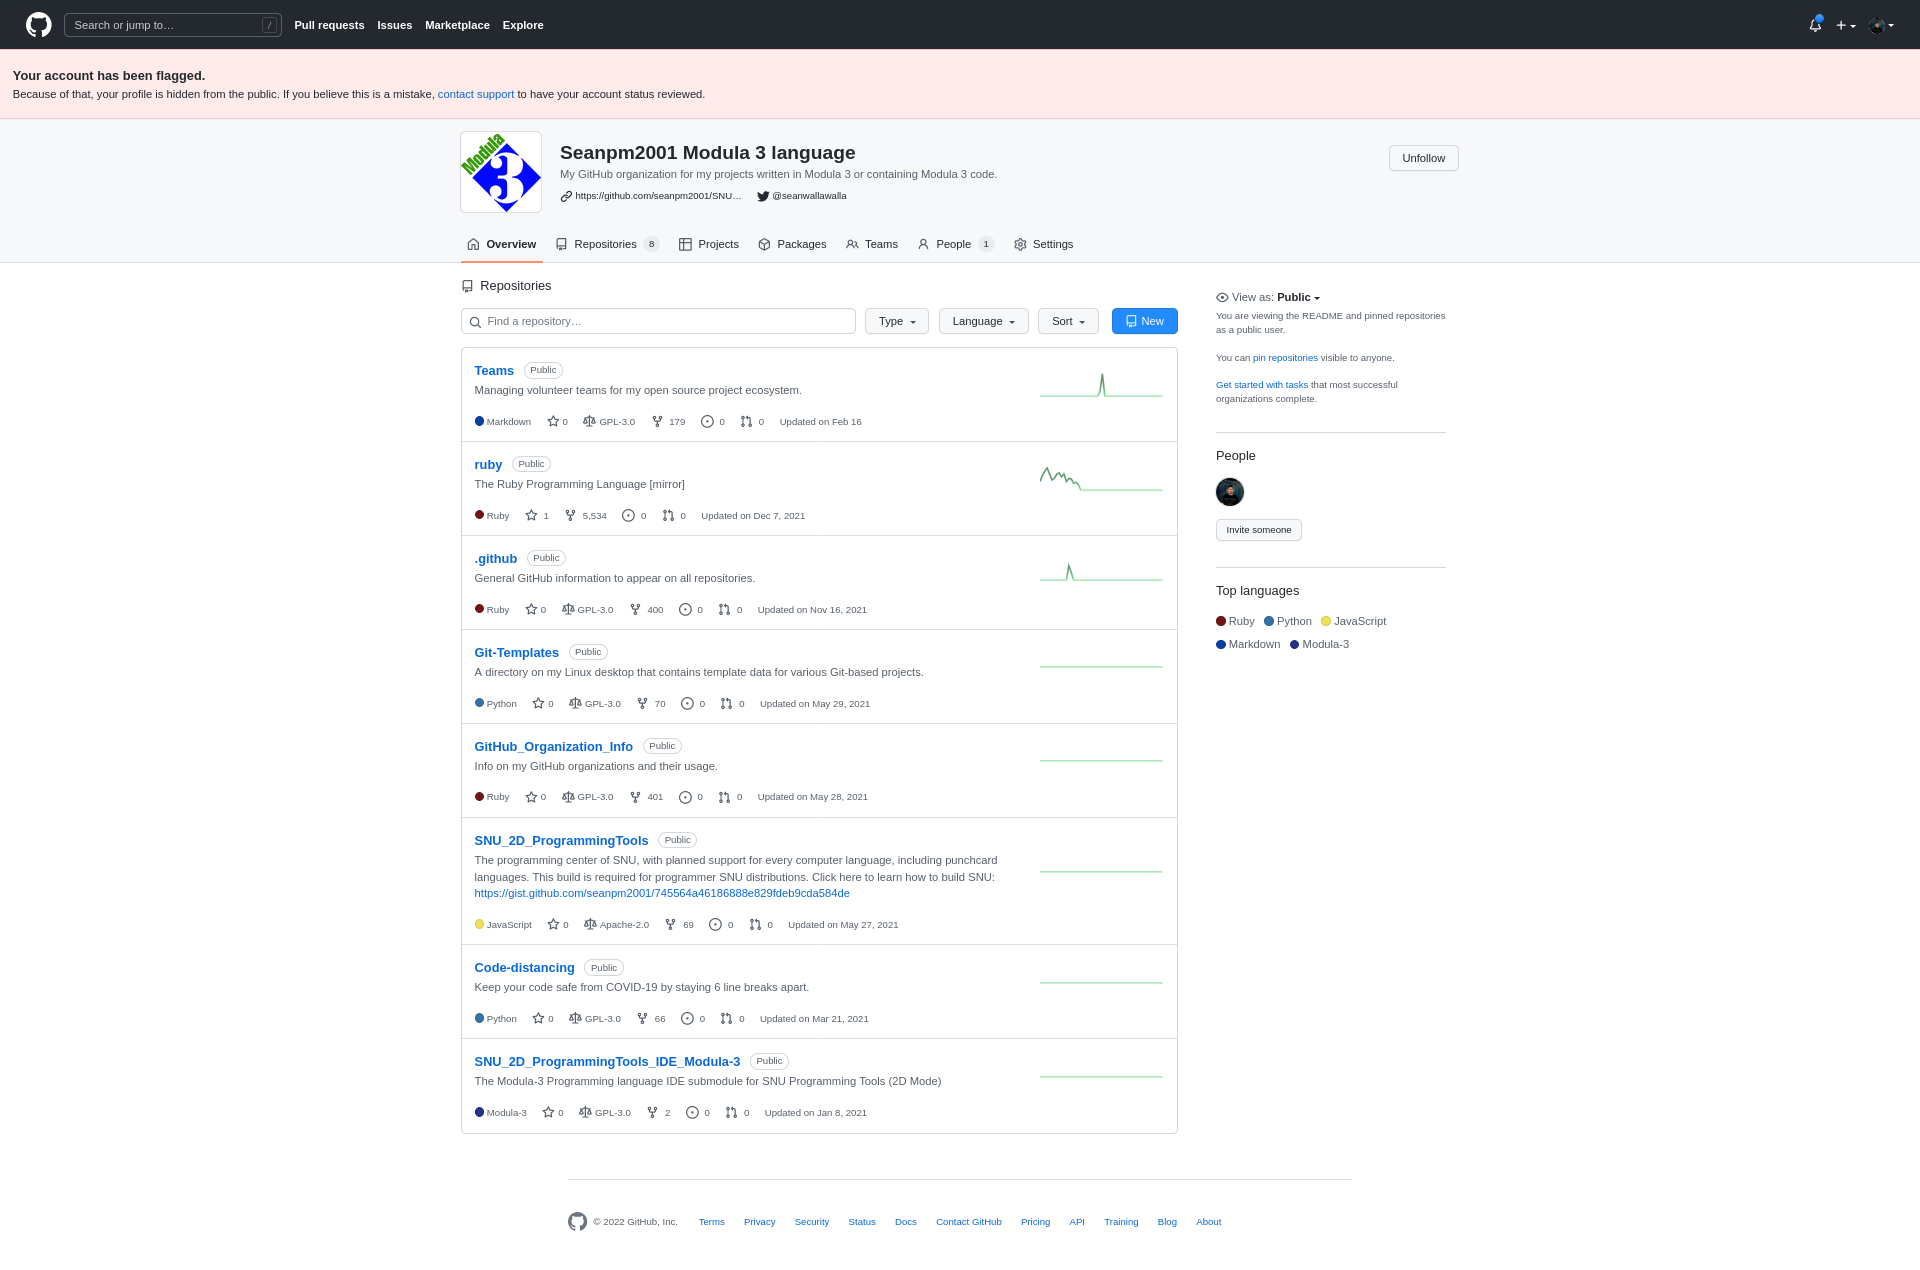 Search or jump to…
/
Pull requests Issues Marketplace Explore
Your account has been flagged.
Because of that, your profile is hidden from the public. If you believe this is a mistake, contact support to have your account status reviewed.
Modula
3
Seanpm2001 Modula 3 language
My GitHub organization for my projects written in Modula 3 or containing Modula 3 code.
https://github.com/seanpm2001/SNU… @seanwallawalla
Unfollow
Overview Repositories 8 Projects Packages Teams People 1 Settings
Repositories
Find a repository… Type Language Sort New
Teams Public
Managing volunteer teams for my open source project ecosystem.
Markdown 0 GPL-3.0 179 0 0 Updated on Feb 16
ruby Public
The Ruby Programming Language [mirror]
Ruby 1 5,534 0 0 Updated on Dec 7, 2021
.github Public
General GitHub information to appear on all repositories.
Ruby 0 GPL-3.0 400 0 0 Updated on Nov 16, 2021
Git-Templates Public
A directory on my Linux desktop that contains template data for various Git-based projects.
Python 0 GPL-3.0 70 0 0 Updated on May 29, 2021
GitHub_Organization_Info Public
Info on my GitHub organizations and their usage.
Ruby 0 GPL-3.0 401 0 0 Updated on May 28, 2021
SNU_2D_ProgrammingTools Public
The programming center of SNU, with planned support for every computer language, including punchcard
languages. This build is required for programmer SNU distributions. Click here to learn how to build SNU:
https://gist.github.com/seanpm2001/745564a46186888e829fdeb9cda584de
JavaScript 0 Apache-2.0 69 0 0 Updated on May 27, 2021
Code-distancing Public
Keep your code safe from COVID-19 by staying 6 line breaks apart.
Python 0 GPL-3.0 66 0 0 Updated on Mar 21, 2021
SNU_2D_ProgrammingTools_IDE_Modula-3 Public
The Modula-3 Programming language IDE submodule for SNU Programming Tools (2D Mode)
Modula-3 0 GPL-3.0 2 0 0 Updated on Jan 8, 2021
View as: Public
You are viewing the README and pinned repositories
as a public user.
You can pin repositories visible to anyone.
Get started with tasks that most successful
organizations complete.
People
Invite someone
Top languages
Ruby Python JavaScript
Markdown Modula-3
© 2022 GitHub, Inc. Terms Privacy Security Status Docs Contact GitHub Pricing API Training Blog About